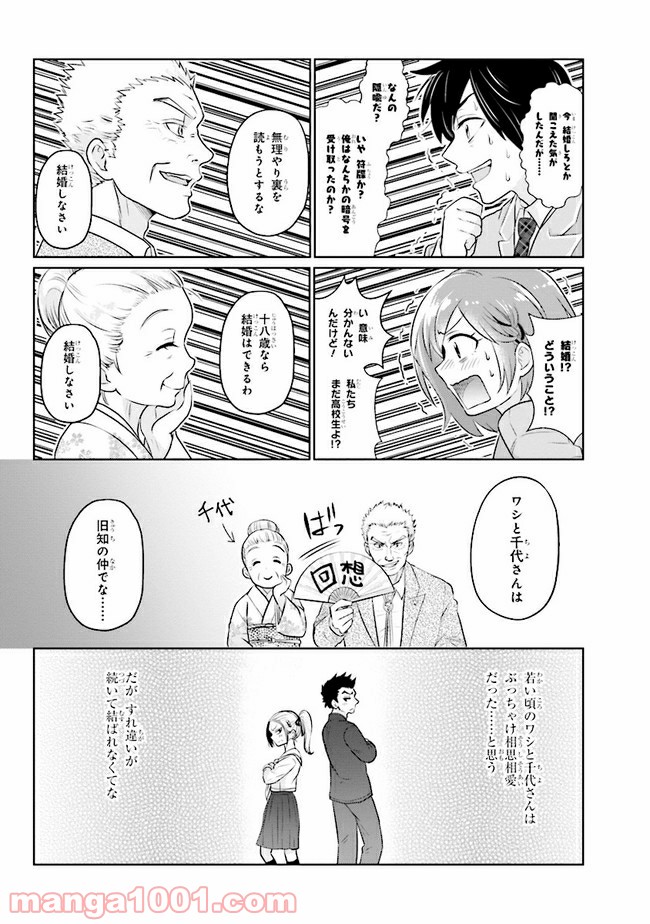 今 結婚しろとか
聞こえた気が
したんだが……
なんの
隠喩だ?
いや 符牒か?
俺はなんらかの暗号を
受け取ったのか?
無理やり裏を
読もうとするな
結婚しなさい
結婚!?
どういうこと!?
い 意味
分かんない
んだけど!
私たち
まだ高校生よ!?
十八歳なら
結婚はできるわ
結婚しなさい
ワシと千代さんは
ばっ
回想
千代
旧知の仲でな……
若い頃のワシと千代さんは
ぶっちゃけ相思相愛
だった……と思う
だが すれ違いが
続いて結ばれなくてな
manga1001.com